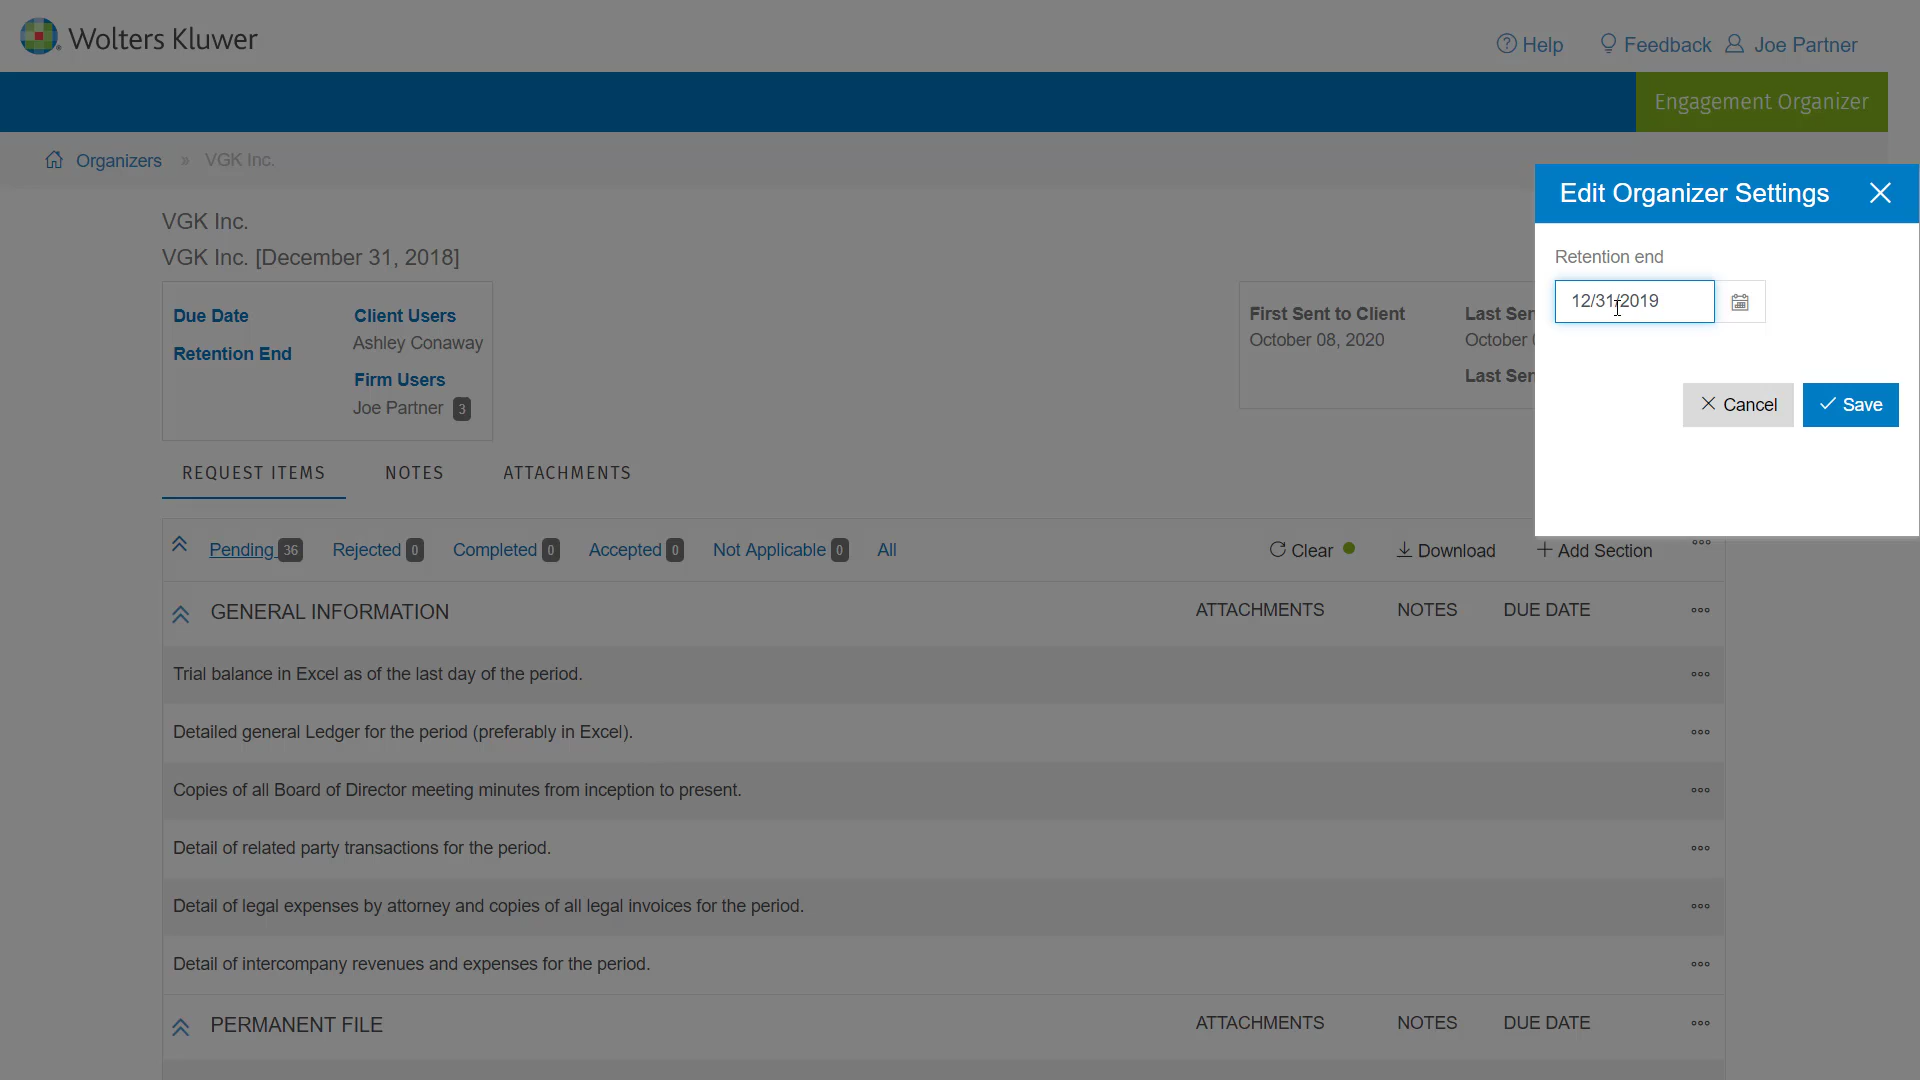 Wolters Kluwer
Help Feedback Joe Partner
Engagement Organizer
Organizers » VGK Inc.
Edit Organizer Settings
Retention end
12/31/2019
Cancel Save
VGK Inc.
VGK Inc. [December 31, 2018]
Due Date
Retention End
Client Users
Ashley Conaway
Firm Users
Joe Partner 3
First Sent to Client
October 08, 2020
Last Ser
October
Last Ser
REQUEST ITEMS NOTES ATTACHMENTS
Pending 36 Rejected 0 Completed 0 Accepted 0 Not Applicable 0 All Clear Download + Add Section
GENERAL INFORMATION ATTACHMENTS NOTES DUE DATE
Trial balance in Excel as of the last day of the period.
Detailed general Ledger for the period (preferably in Excel).
Copies of all Board of Director meeting minutes from inception to present.
Detail of related party transactions for the period.
Detail of legal expenses by attorney and copies of all legal invoices for the period.
Detail of intercompany revenues and expenses for the period.
PERMANENT FILE ATTACHMENTS NOTES DUE DATE